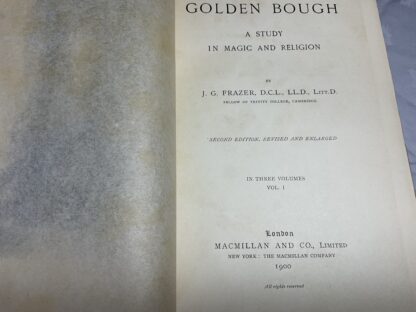 GOLDEN BOUGH
A STUDY
IN MAGIC AND RELIGION
BY
J. G. FRAZER, D.C.L., LL.D., LITT.D.
FELLOW OF TRINITY COLLEGE, CAMBRIDGE
SECOND EDITION, REVISED AND ENLARGED
IN THREE VOLUMES
VOL. I
London
MACMILLAN AND CO., LIMITED
NEW YORK: THE MACMILLAN COMPANY
1900
All rights reserved